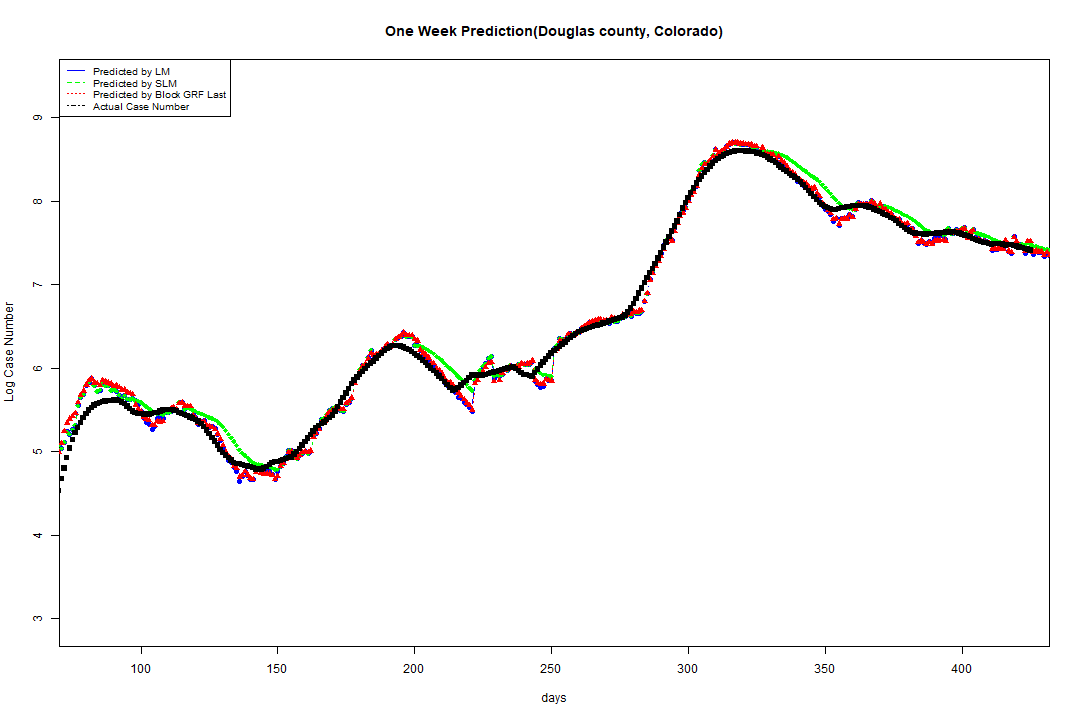 One Week Prediction(Douglas county, Colorado)
Predicted by LM
Predicted by SLM
Predicted by Block GRF Last
Actual Case Number
9
8
7
6
5
4
3
Log Case Number
100 150 200 250 300 350 400
days